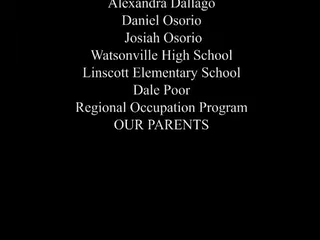 Alexandra Dallago
Daniel Osorio
Josiah Osorio
Watsonville High School
Linscott Elementary School
Dale Poor
Regional Occupation Program
OUR PARENTS